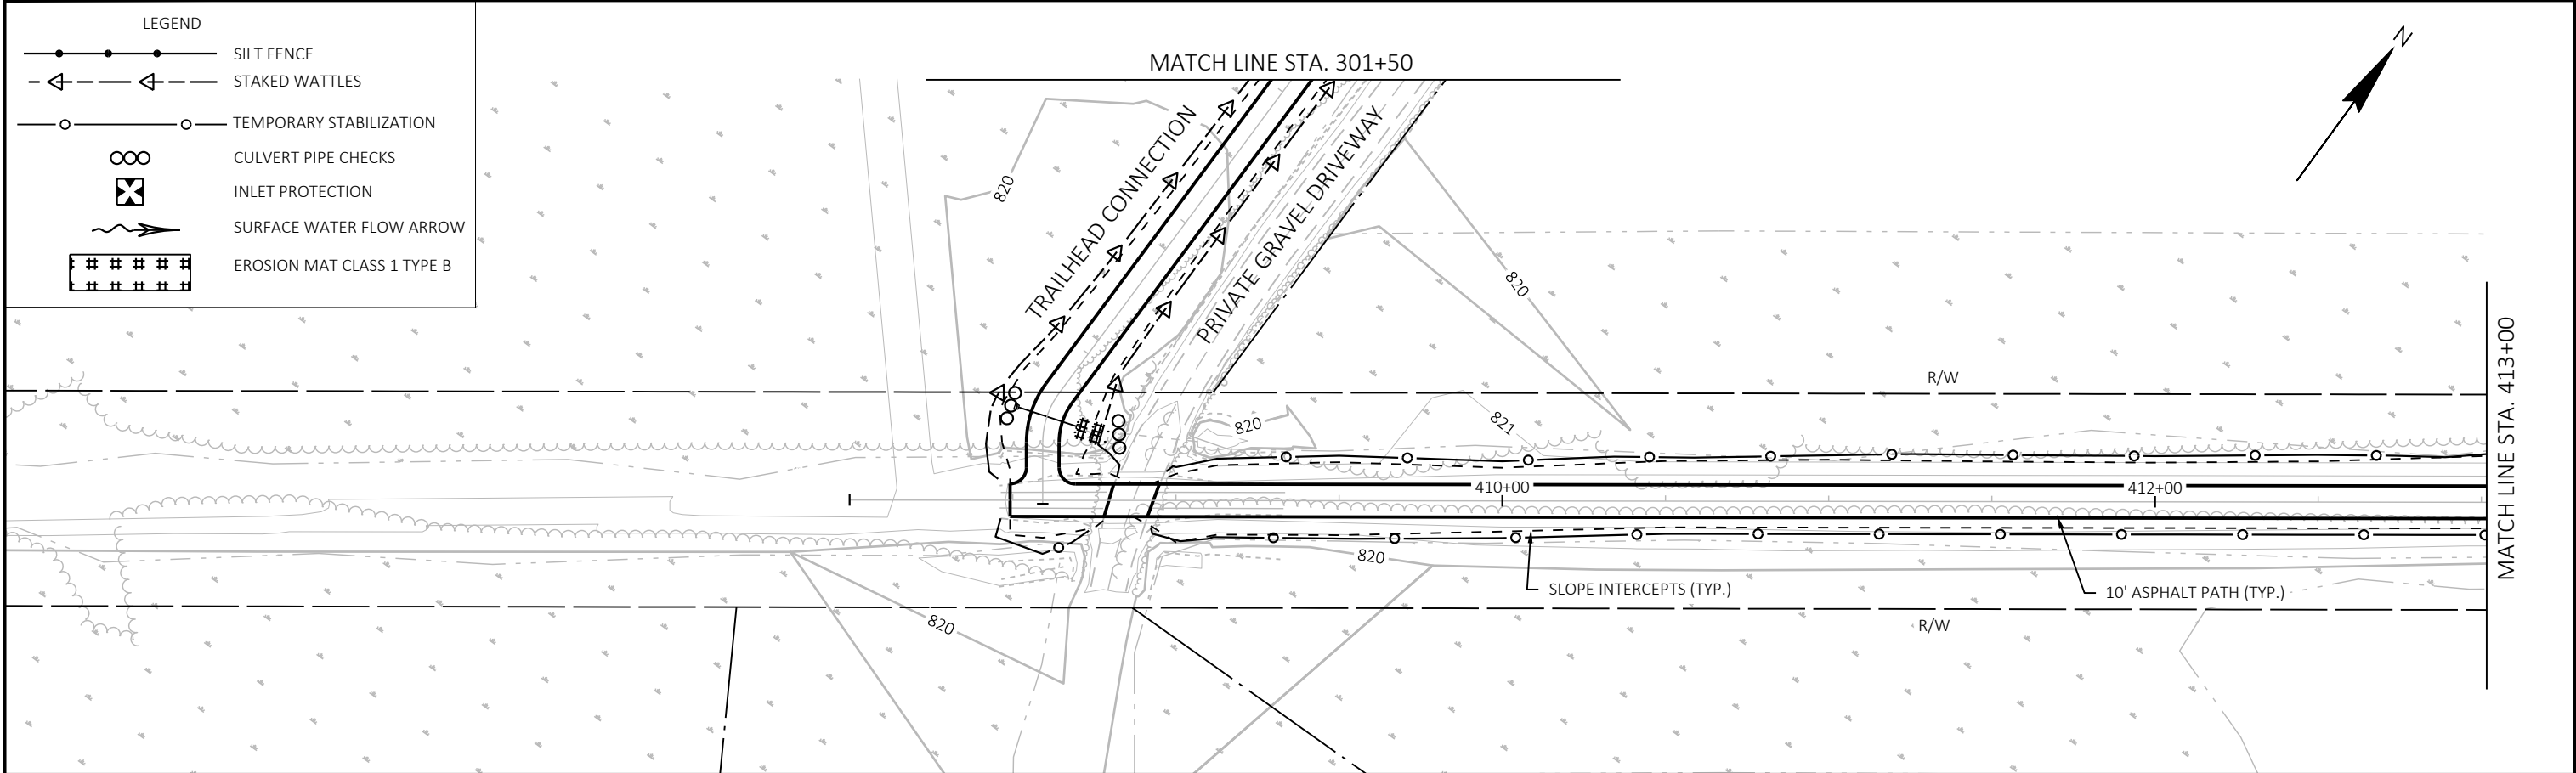 LEGEND
SILT FENCE
STAKED WATTLES
TEMPORARY STABILIZATION
CULVERT PIPE CHECKS
INLET PROTECTION
SURFACE WATER FLOW ARROW
EROSION MAT CLASS 1 TYPE B
MATCH LINE STA. 301+50
N
TRAILHEAD CONNECTION
PRIVATE GRAVEL DRIVEWAY
820
820
R/W
MATCH LINE STA. 413+00
820
821
410+00
412+00
820
SLOPE INTERCEPTS (TYP.)
10' ASPHALT PATH (TYP.)
820
R/W